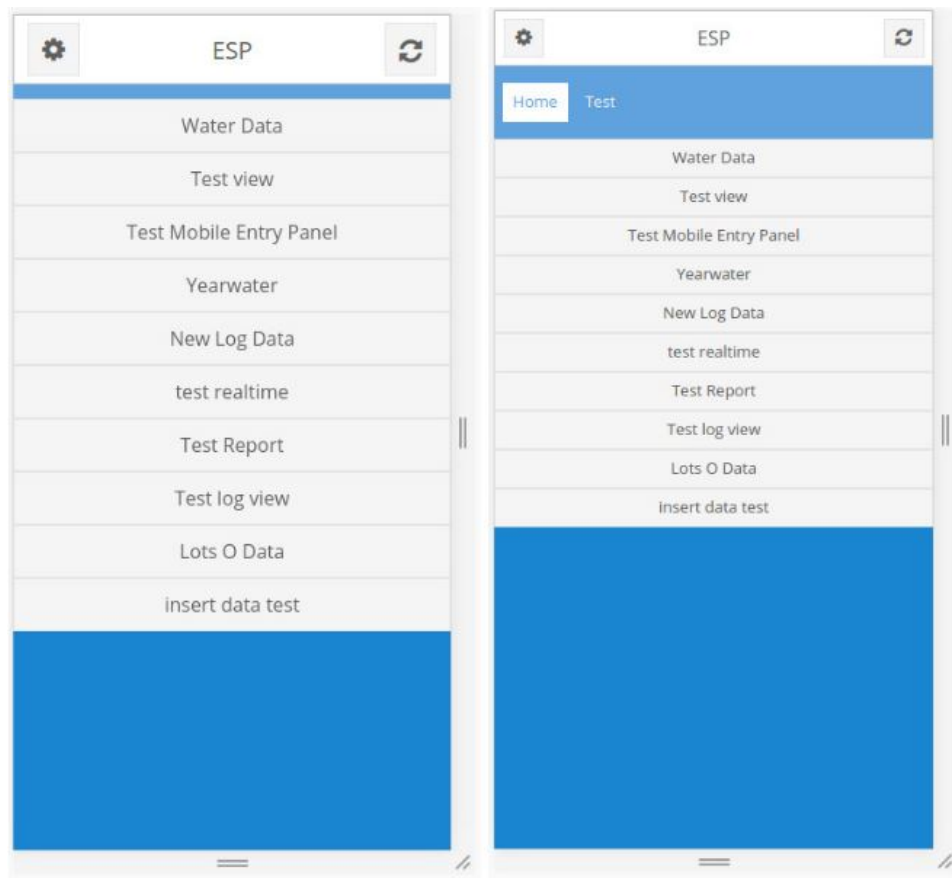 ESP
Water Data
Test view
Test Mobile Entry Panel
Yearwater
New Log Data
test realtime
Test Report
Test log view
Lots O Data
insert data test
ESP
Home Test
Water Data
Test view
Test Mobile Entry Panel
Yearwater
New Log Data
test realtime
Test Report
Test log view
Lots O Data
insert data test